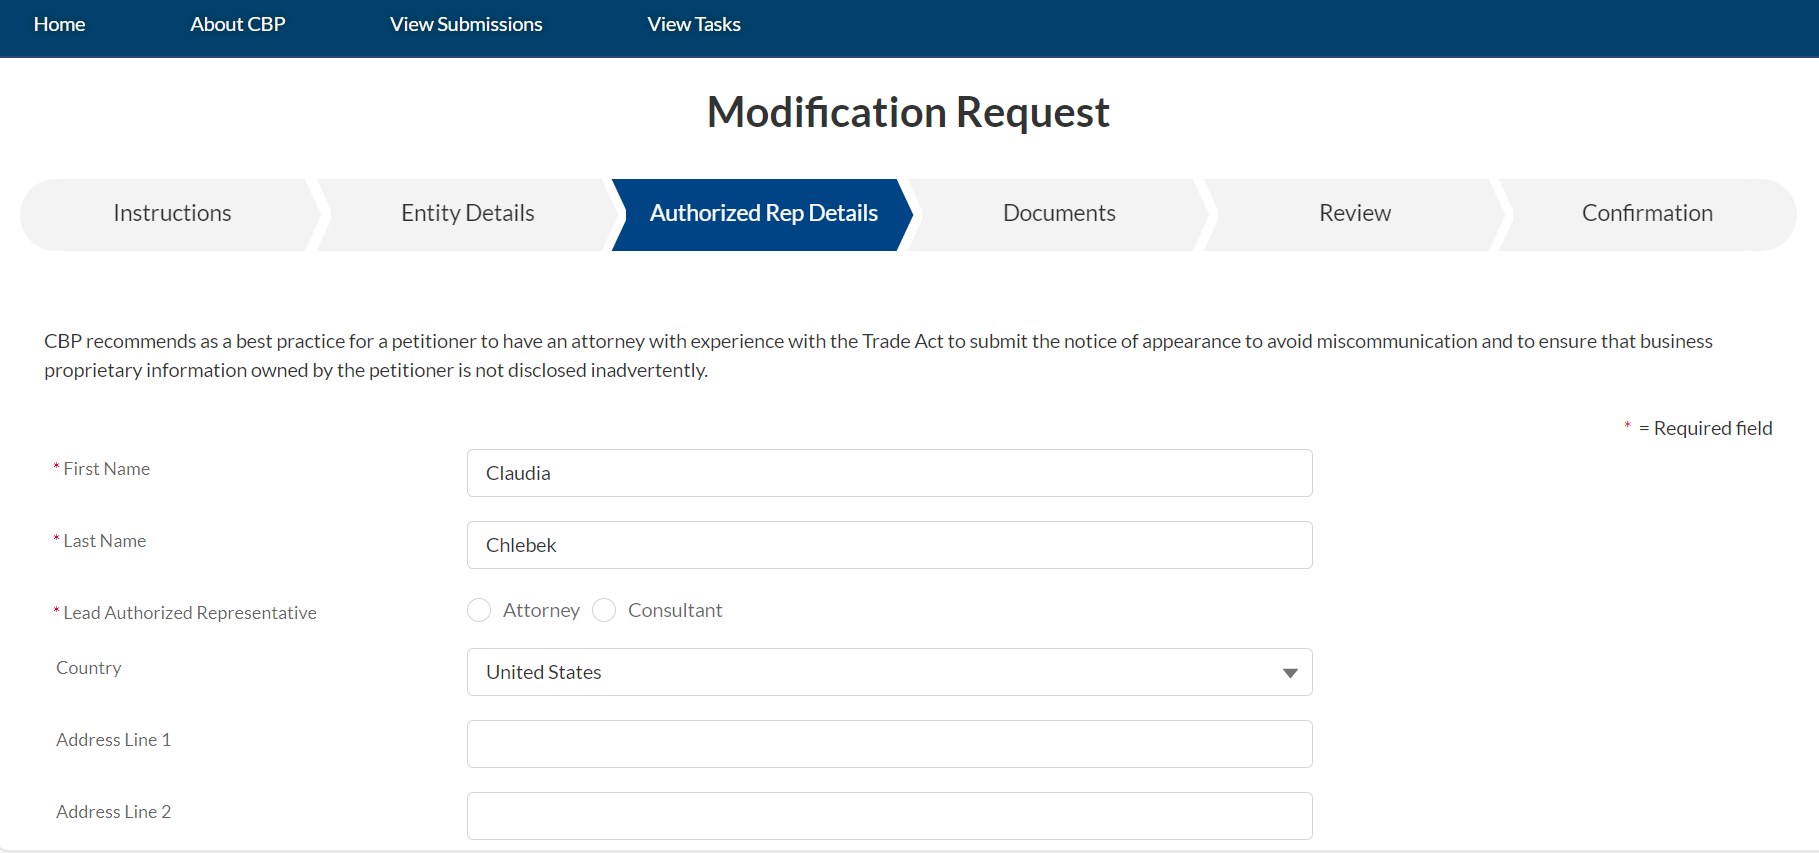 Home About CBP View Submissions View Tasks
Modification Request
Instructions Entity Details Authorized Rep Details Documents Review Confirmation
CBP recommends as a best practice for a petitioner to have an attorney with experience with the Trade Act to submit the notice of appearance to avoid miscommunication and to ensure that business
proprietary information owned by the petitioner is not disclosed inadvertently.
* = Required field
* First Name Claudia
* Last Name Chlebek
* Lead Authorized Representative Attorney Consultant
Country United States
Address Line 1
Address Line 2